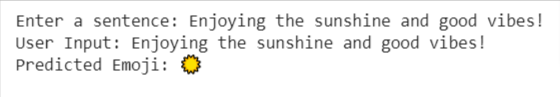 Enter a sentence: Enjoying the sunshine and good vibes!
User Input: Enjoying the sunshine and good vibes!
Predicted Emoji: ☀